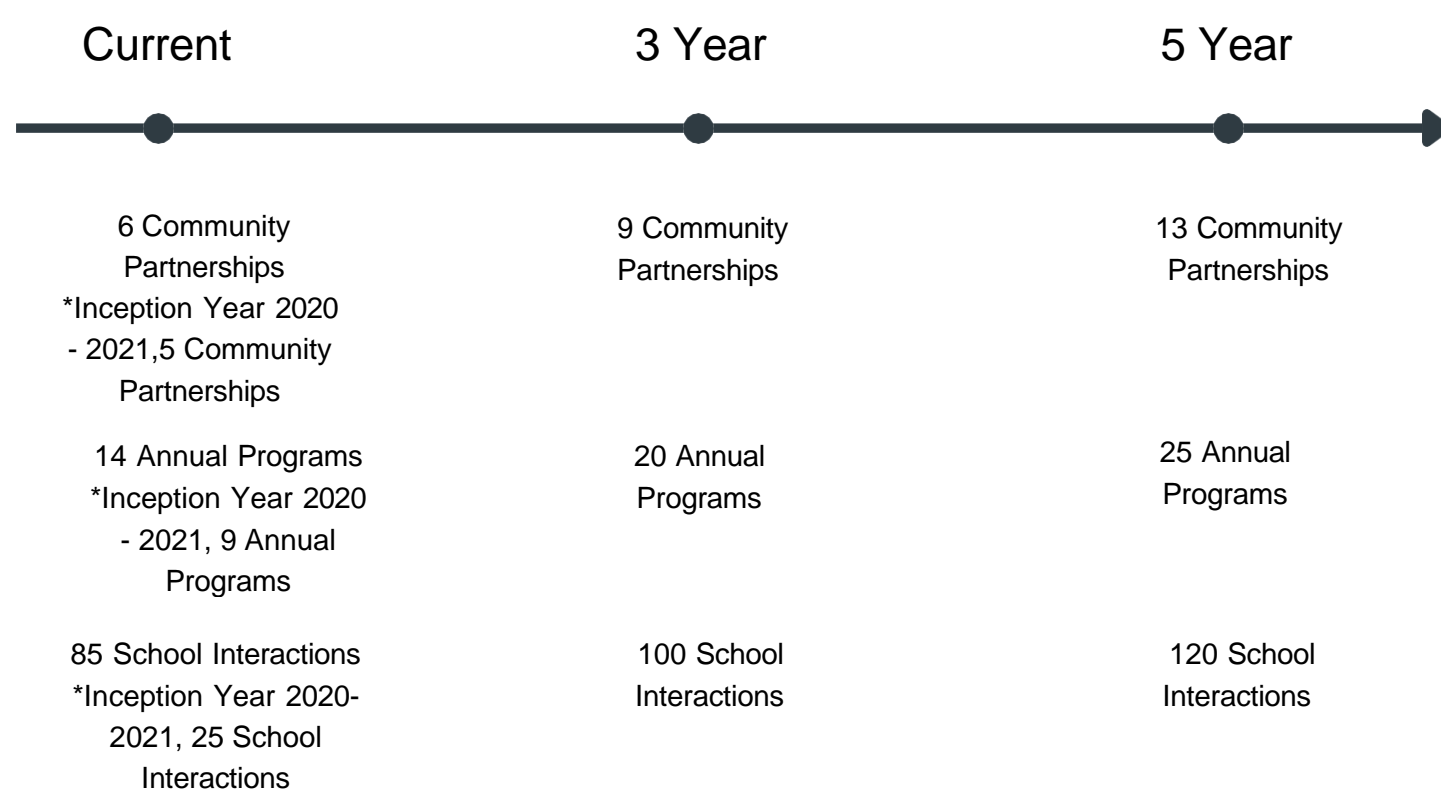 Current
3 Year
5 Year
6 Community
Partnerships
*Inception Year 2020
- 2021,5 Community
Partnerships
9 Community
Partnerships
13 Community
Partnerships
14 Annual Programs
*Inception Year 2020
- 2021, 9 Annual
Programs
20 Annual
Programs
25 Annual
Programs
85 School Interactions
*Inception Year 2020-
2021, 25 School
Interactions
100 School
Interactions
120 School
Interactions